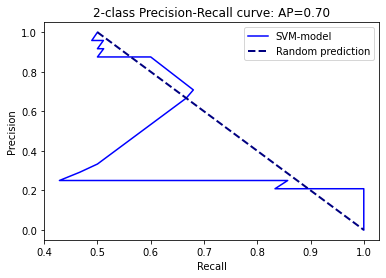 2-class Precision-Recall curve: AP=0.70
SVM-model
Random prediction
Precision
1.0
0.8
0.6
0.4
0.2
0.0
0.4 0.5 0.6 0.7 0.8 0.9 1.0
Recall